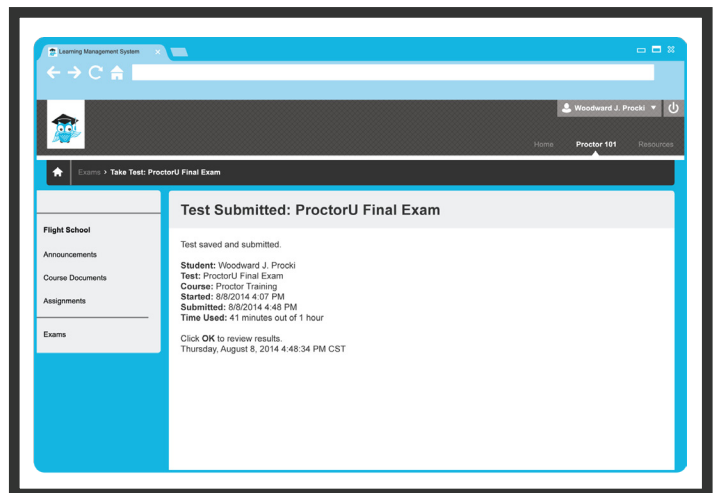 Learning Management System
Woodward J. Procki
Home Proctor 101 Resources
Exams > Take Test: ProctorU Final Exam
Flight School
Announcements
Course Documents
Assignments
Exams
Test Submitted: ProctorU Final Exam
Test saved and submitted.
Student: Woodward J. Procki
Test: ProctorU Final Exam
Course: Proctor Training
Started: 8/8/2014 4:07 PM
Submitted: 8/8/2014 4:48 PM
Time Used: 41 minutes out of 1 hour
Click OK to review results.
Thursday, August 8, 2014 4:48:34 PM CST